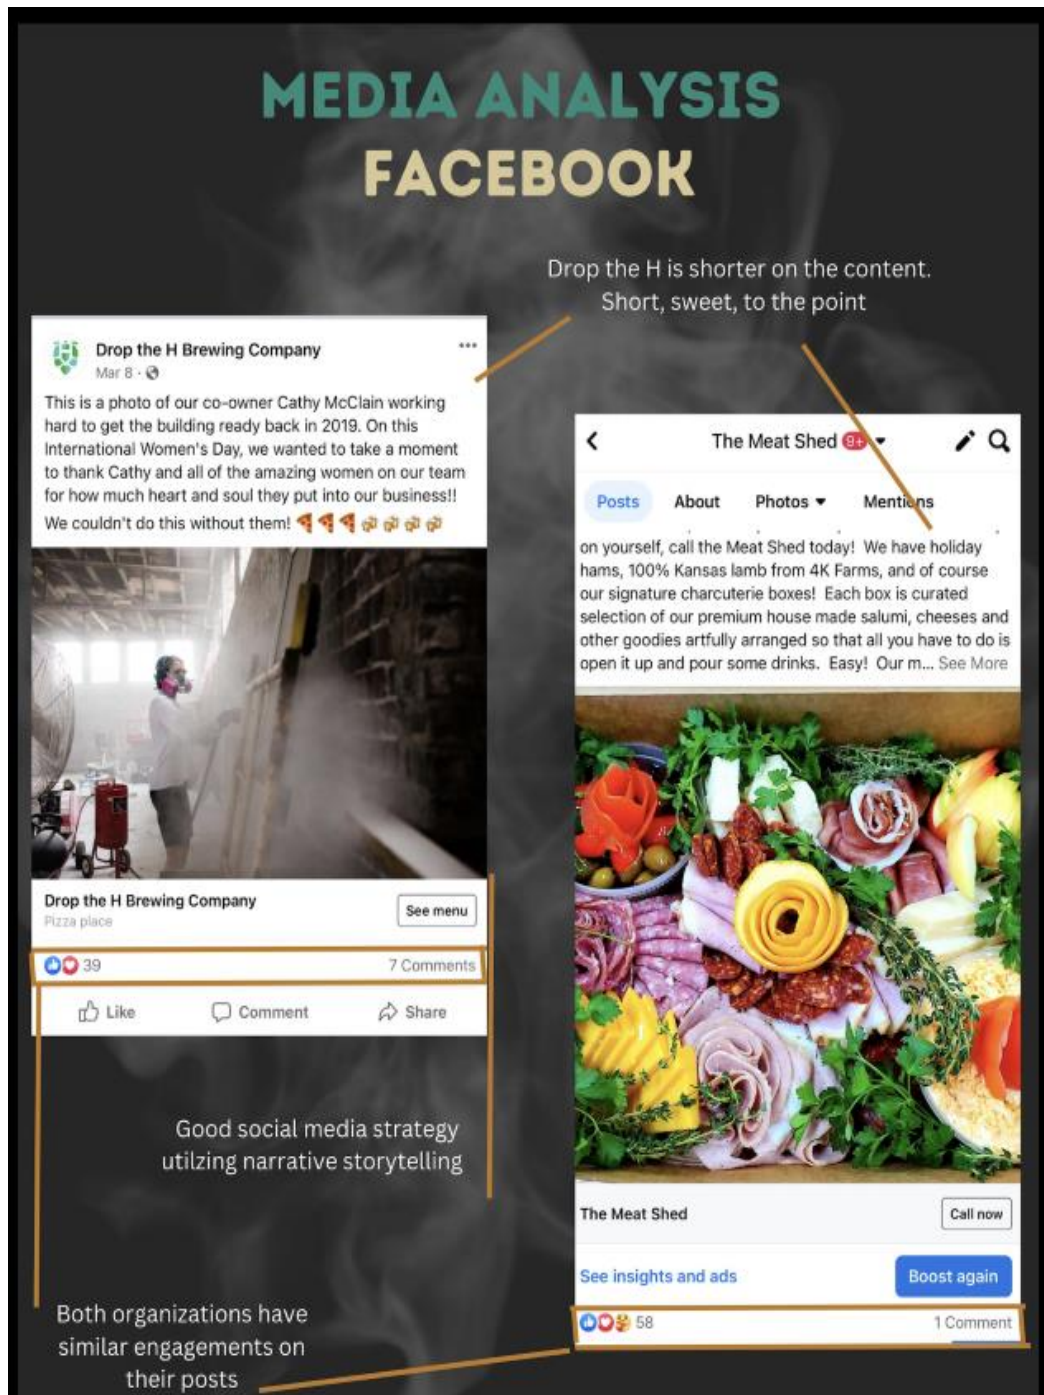 MEDIA ANALYSIS
FACEBOOK
Drop the H is shorter on the content.
Short, sweet, to the point
Drop the H Brewing Company
Mar 8 ·
This is a photo of our co-owner Cathy McClain working
hard to get the building ready back in 2019. On this
International Women's Day, we wanted to take a moment
to thank Cathy and all of the amazing women on our team
for how much heart and soul they put into our business!!
We couldn't do this without them! 🍕🍕🍕🍻🍻🍻🍻
Drop the H Brewing Company
Pizza place
See menu
39
7 Comments
Like
Comment
Share
Good social media strategy
utilzing narrative storytelling
Both organizations have
similar engagements on
their posts
The Meat Shed 9+
Posts
About
Photos
Mentions
on yourself, call the Meat Shed today! We have holiday
hams, 100% Kansas lamb from 4K Farms, and of course
our signature charcuterie boxes! Each box is curated
selection of our premium house made salumi, cheeses and
other goodies artfully arranged so that all you have to do is
open it up and pour some drinks. Easy! Our m... See More
The Meat Shed
Call now
See insights and ads
Boost again
58
1 Comment